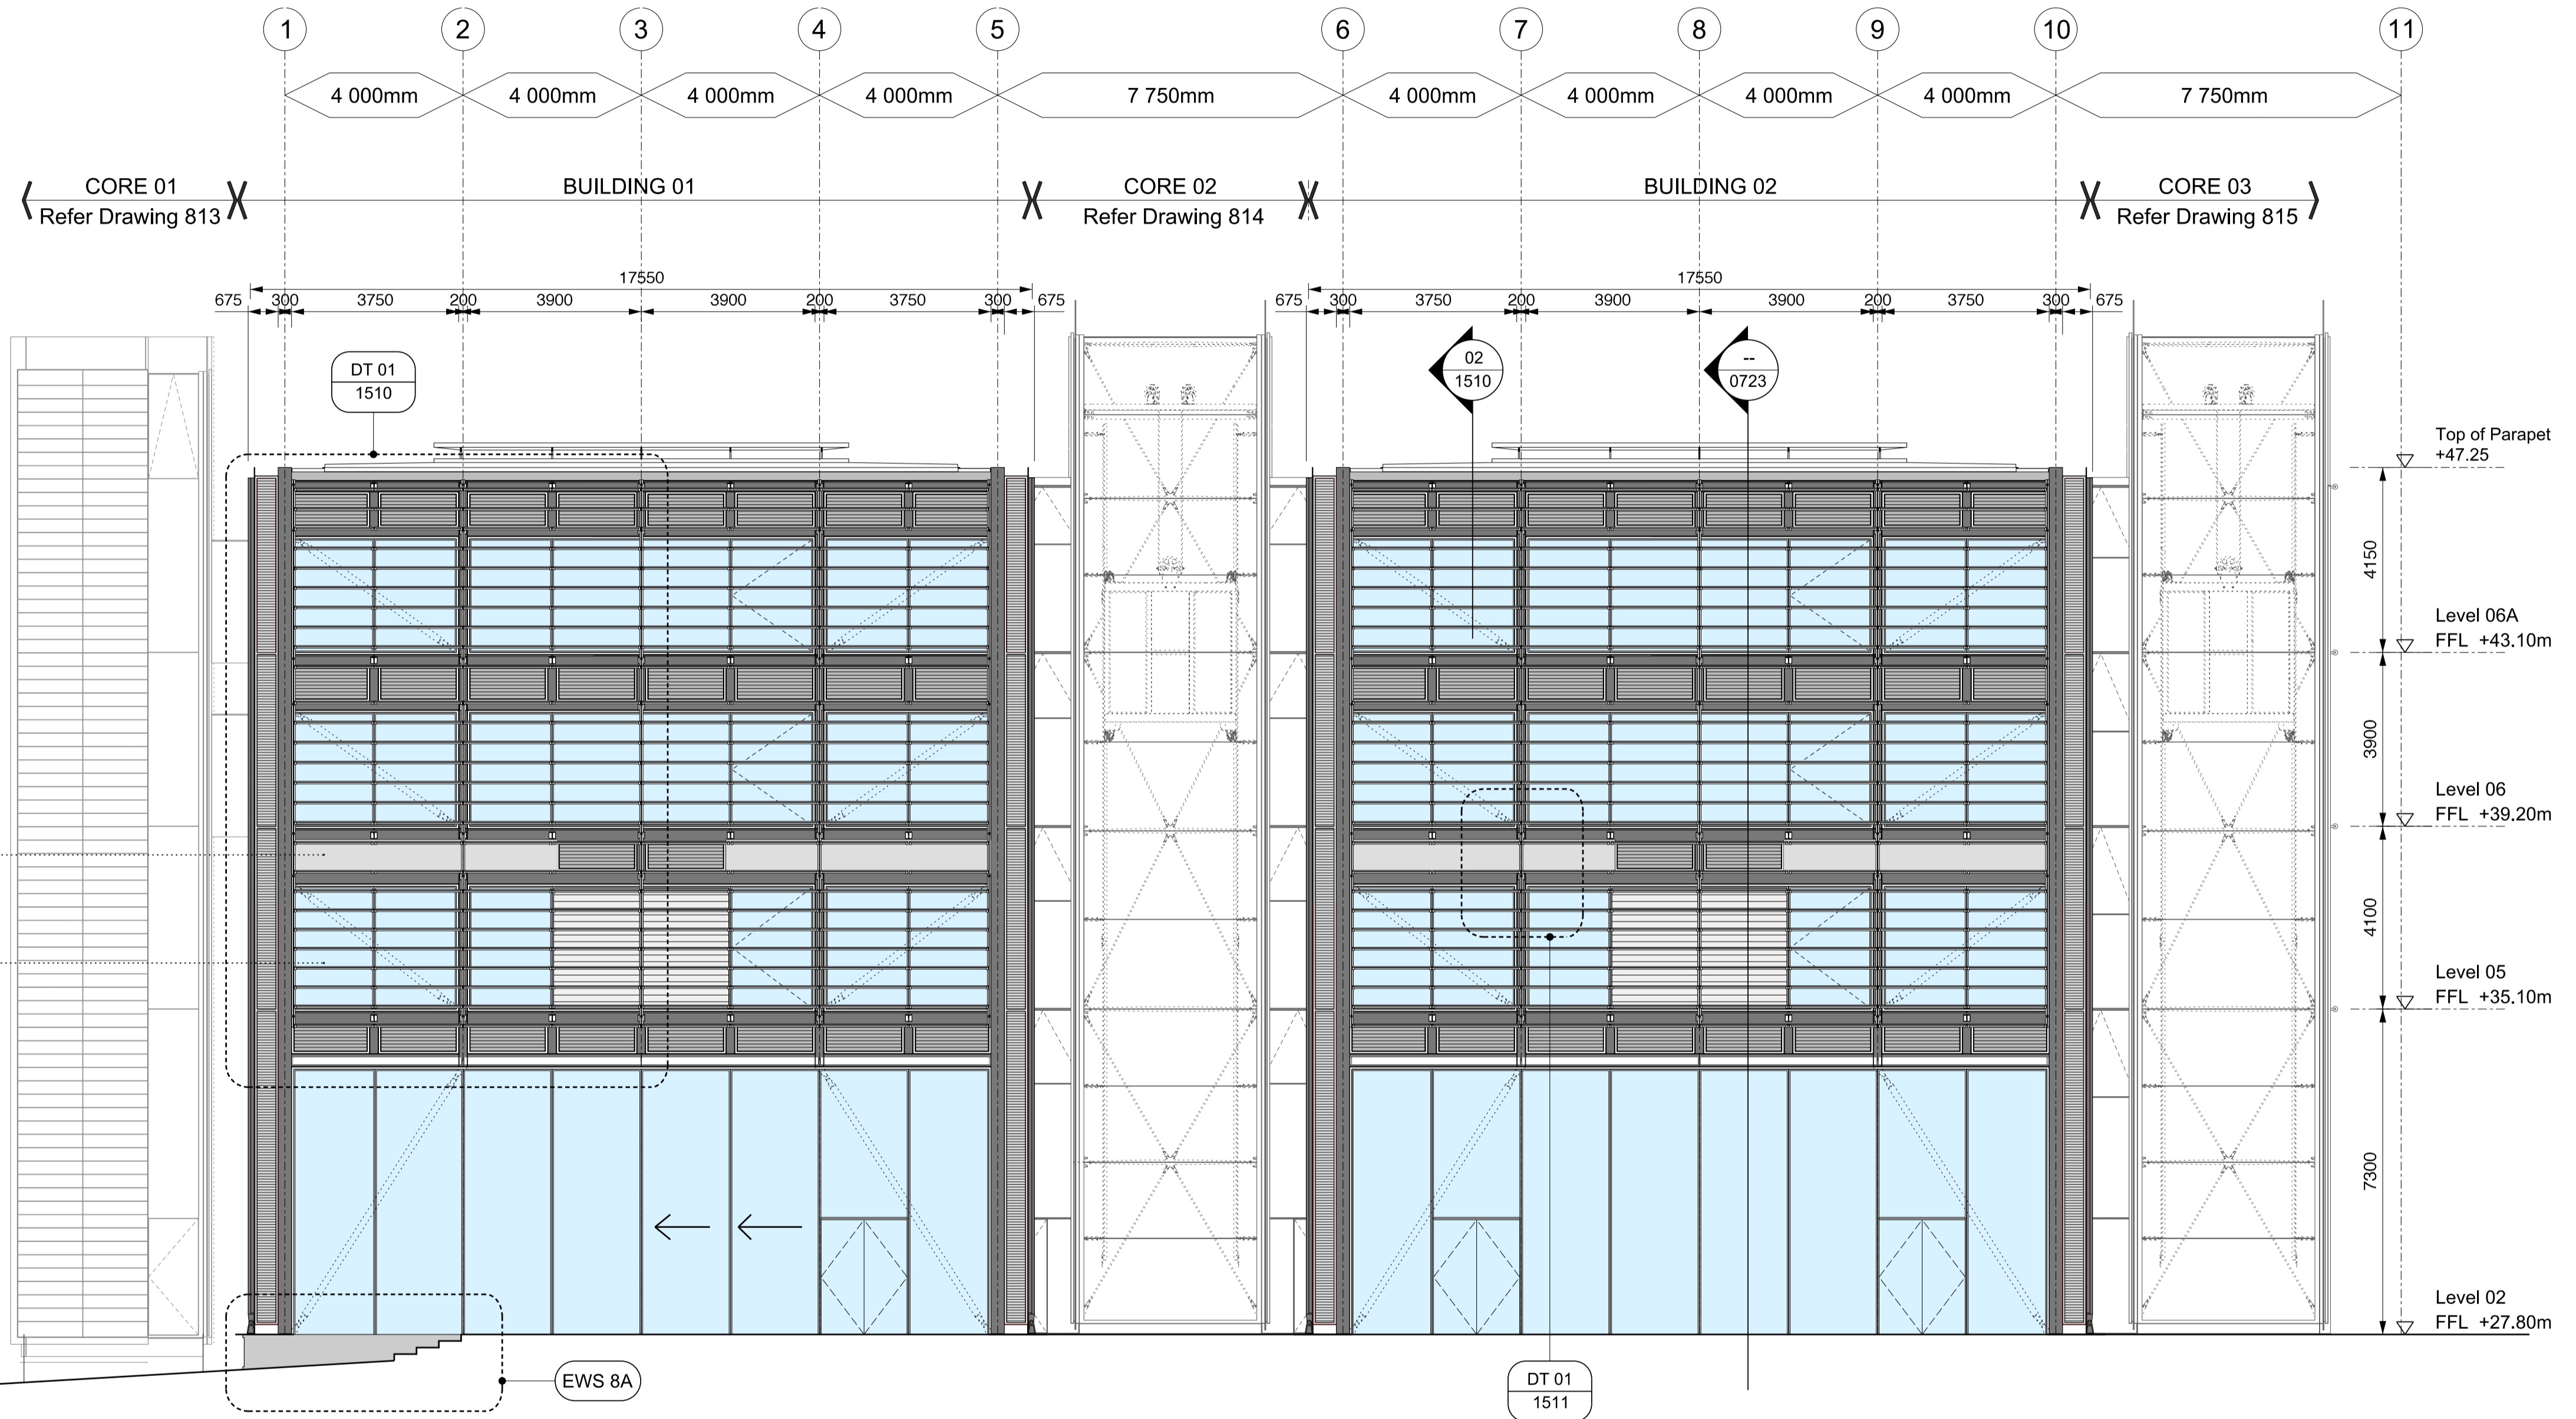 1 2 3 4 5 6 7 8 9 10 11
4 000mm 4 000mm 4 000mm 4 000mm 7 750mm 4 000mm 4 000mm 4 000mm 4 000mm 7 750mm
CORE 01 BUILDING 01 CORE 02 BUILDING 02 CORE 03
Refer Drawing 813 Refer Drawing 814 Refer Drawing 815
17550 17550
675 300 3750 200 3900 3900 200 3750 300 675 675 300 3750 200 3900 3900 200 3750 300 675
DT 01
1510
02
1510
--
0723
Top of Parapet
+47.25
4150
Level 06A
FFL +43.10m
3900
Level 06
FFL +39.20m
4100
Level 05
FFL +35.10m
7300
Level 02
FFL +27.80m
EWS 8A
DT 01
1511